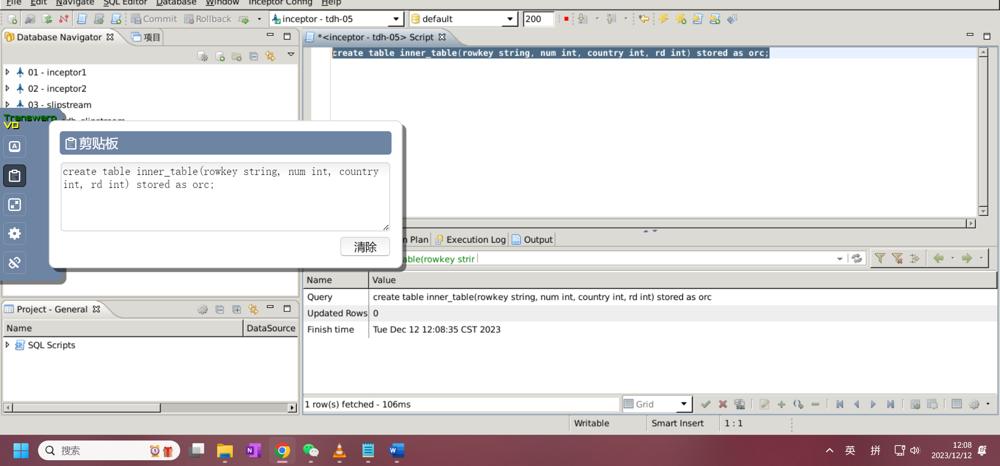 File Edit Navigate SQL Editor Database Window Inceptor Config Help
Commit Rollback inceptor - tdh-05 default 200
Database Navigator 项目
*<inceptor - tdh-05> Script
create table inner_table(rowkey string, num int, country int, rd int) stored as orc;
01 - inceptor1
02 - inceptor2
03 - slipstream
Transwarp
VD
剪贴板
create table inner_table(rowkey string, num int, country
int, rd int) stored as orc;
清除
n Plan Execution Log Output
able(rowkey strir
Name Value
Query create table inner_table(rowkey string, num int, country int, rd int) stored as orc
Updated Rows 0
Finish time Tue Dec 12 12:08:35 CST 2023
Project - General
Name DataSource
SQL Scripts
1 row(s) fetched - 106ms
Grid
Writable Smart Insert 1 : 1
搜索
英 拼
12:08
2023/12/12